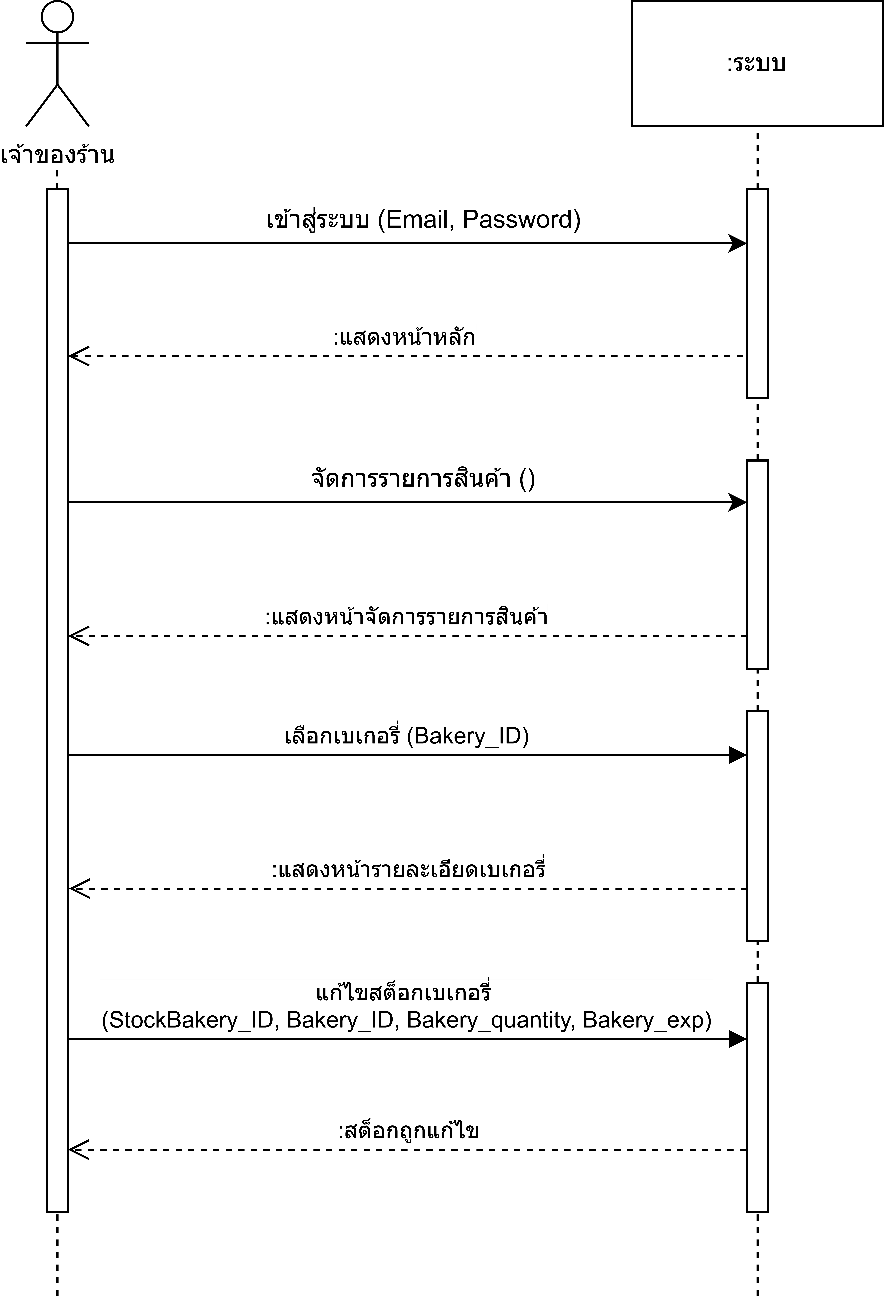 เจ้าของร้าน
:ระบบ
เข้าสู่ระบบ (Email, Password)
:แสดงหน้าหลัก
จัดการรายการสินค้า ()
:แสดงหน้าจัดการรายการสินค้า
เลือกเบเกอรี่ (Bakery_ID)
:แสดงหน้ารายละเอียดเบเกอรี่
แก้ไขสต็อกเบเกอรี่
(StockBakery_ID, Bakery_ID, Bakery_quantity, Bakery_exp)
:สต็อกถูกแก้ไข